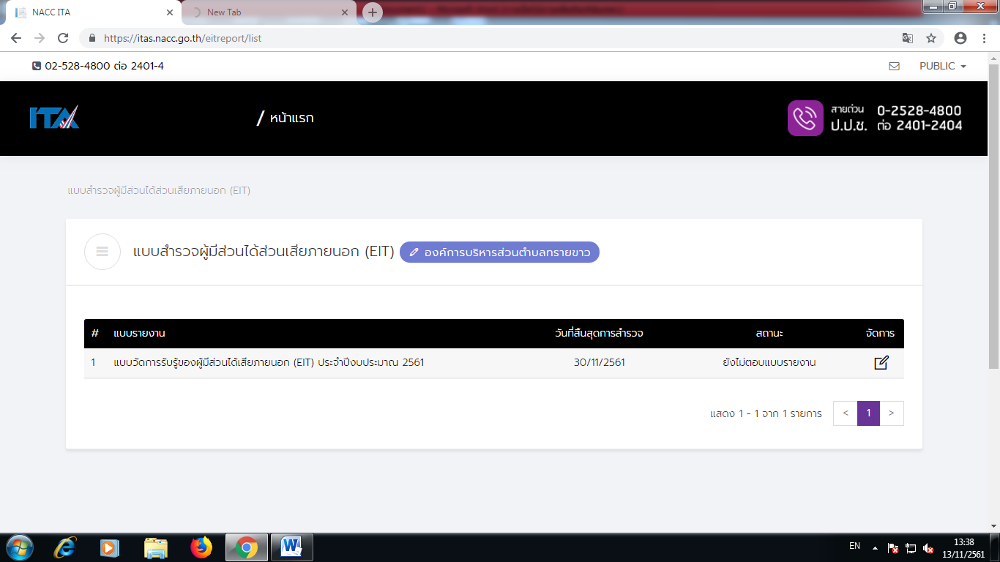 NACC ITA
New Tab
https://itas.nacc.go.th/eitreport/list
02-528-4800 ต่อ 2401-4
PUBLIC
ITA
/ หน้าแรก
สายด่วน 0-2528-4800
ป.ป.ช. ต่อ 2401-2404
แบบสำรวจผู้มีส่วนได้ส่วนเสียภายนอก (EIT)
แบบสำรวจผู้มีส่วนได้ส่วนเสียภายนอก (EIT) องค์การบริหารส่วนตำบลทรายขาว
# แบบรายงาน วันที่สิ้นสุดการสำรวจ สถานะ จัดการ
1 แบบวัดการรับรู้ของผู้มีส่วนได้เสียภายนอก (EIT) ประจำปีงบประมาณ 2561 30/11/2561 ยังไม่ตอบแบบรายงาน
แสดง 1 - 1 จาก 1 รายการ < 1 >
EN
13:38
13/11/2561